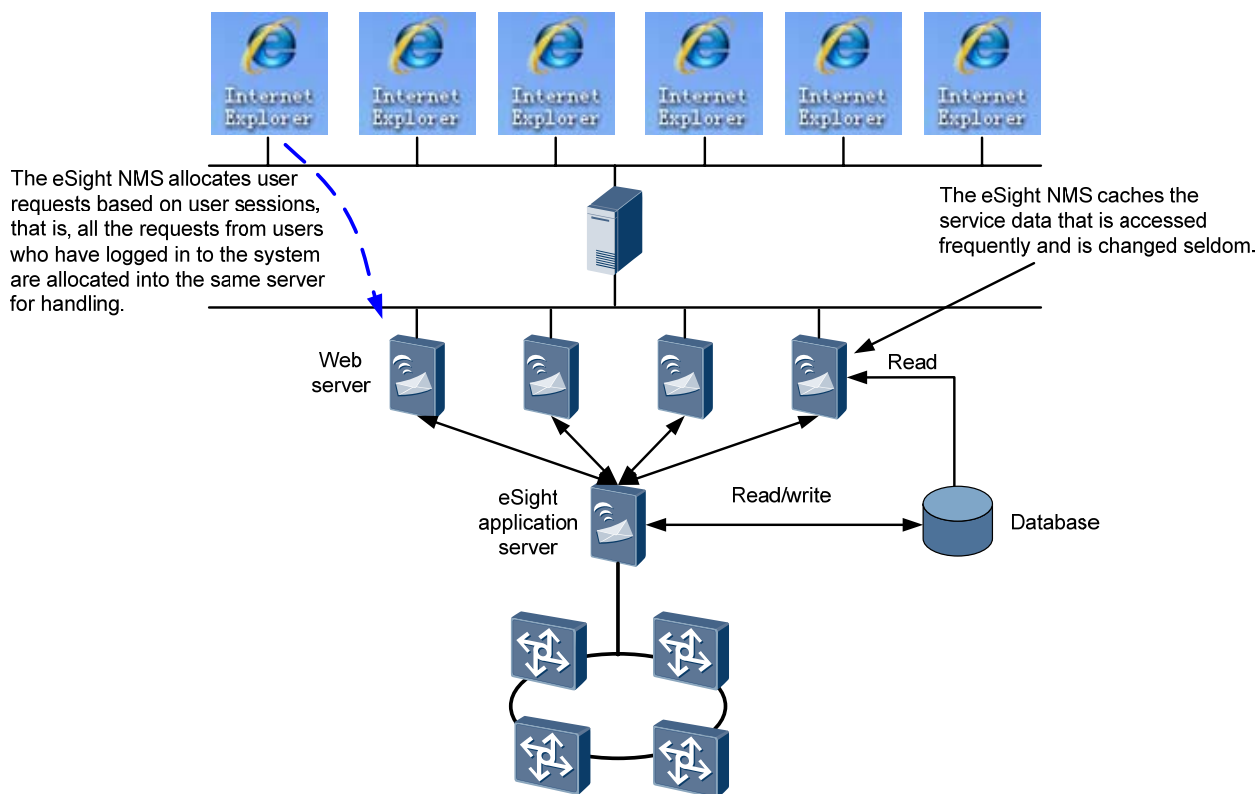 Internet
Explorer
Internet
Explorer
Internet
Explorer
Internet
Explorer
Internet
Explorer
Internet
Explorer
The eSight NMS allocates user
requests based on user sessions,
that is, all the requests from users
who have logged in to the system
are allocated into the same server
for handling.
The eSight NMS caches the
service data that is accessed
frequently and is changed seldom.
Web
server
Read
eSight
application
server
Read/write
Database